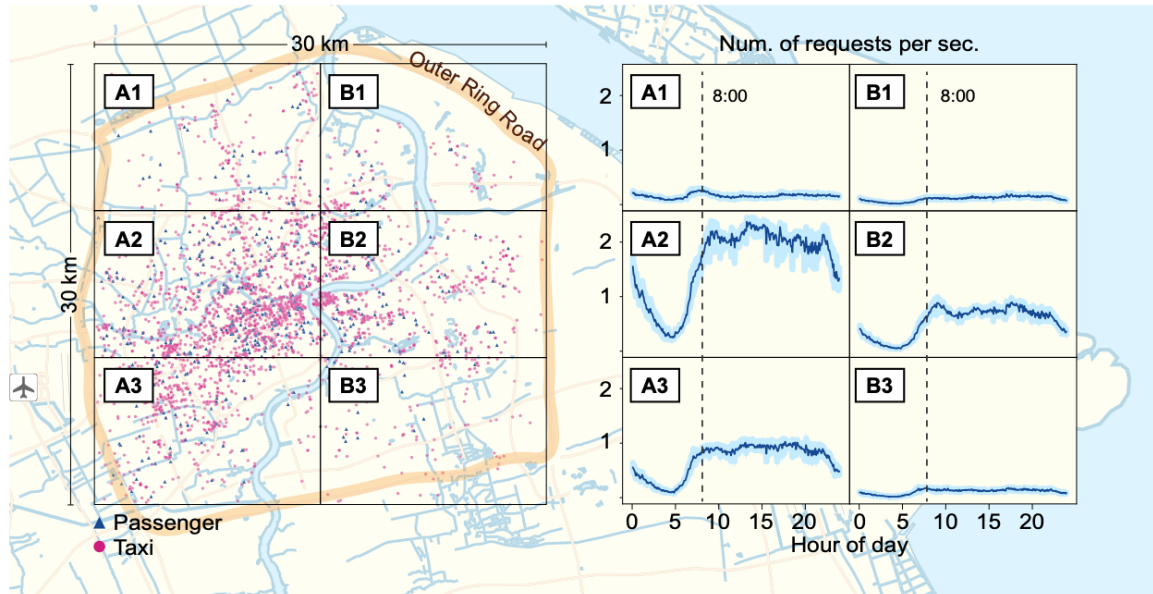 30 km
Num. of requests per sec.
Outer Ring Road
A1
B1
A2
B2
A3
B3
30 km
Passenger
Taxi
2
1
A1
8:00
B1
8:00
2
1
A2
B2
2
1
A3
B3
0 5 10 15 20 0 5 10 15 20
Hour of day